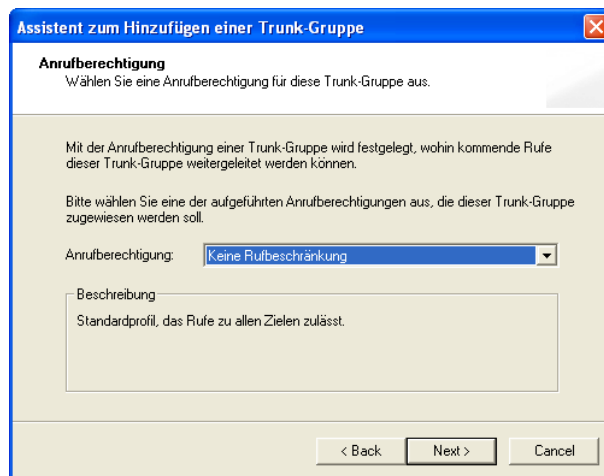 Assistent zum Hinzufügen einer Trunk-Gruppe
Anrufberechtigung
Wählen Sie eine Anrufberechtigung für diese Trunk-Gruppe aus.
Mit der Anrufberechtigung einer Trunk-Gruppe wird festgelegt, wohin kommende Rufe
dieser Trunk-Gruppe weitergeleitet werden können.
Bitte wählen Sie eine der aufgeführten Anrufberechtigungen aus, die dieser Trunk-Gruppe
zugewiesen werden soll.
Anrufberechtigung: Keine Rufbeschränkung
Beschreibung
Standardprofil, das Rufe zu allen Zielen zulässt.
< Back Next > Cancel